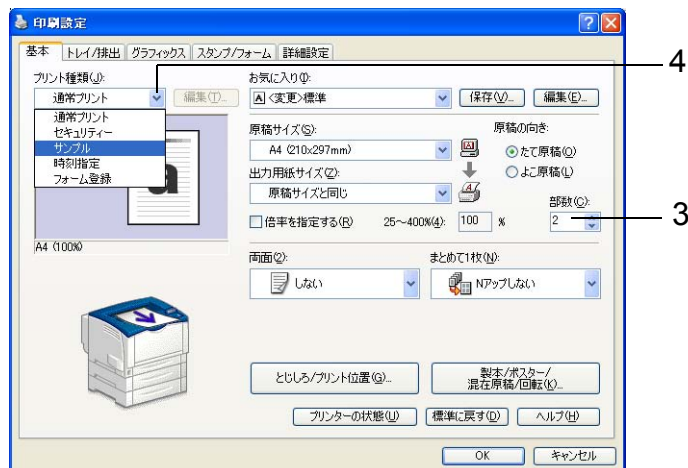 印刷設定
基本 トレイ/排出 グラフィックス スタンプ/フォーム 詳細設定
4
プリント種類(J):
通常プリント 編集(T)...
通常プリント
セキュリティー
サンプル
時刻指定
フォーム登録
a
A4 (100%)
お気に入り(I):
A <変更>標準 保存(V)... 編集(E)...
原稿サイズ(S):
A4 (210x297mm)
原稿の向き:
たて原稿(O)
よこ原稿(L)
出力用紙サイズ(Z):
原稿サイズと同じ
部数(C):
2
3
倍率を指定する(R) 25~400%(4): 100 %
両面(2):
しない
まとめて1枚(N):
Nアップしない
とじしろ/プリント位置(G)...
製本/ポスター/
混在原稿/回転(K)...
プリンターの状態(U) 標準に戻す(D) ヘルプ(H)
OK キャンセル